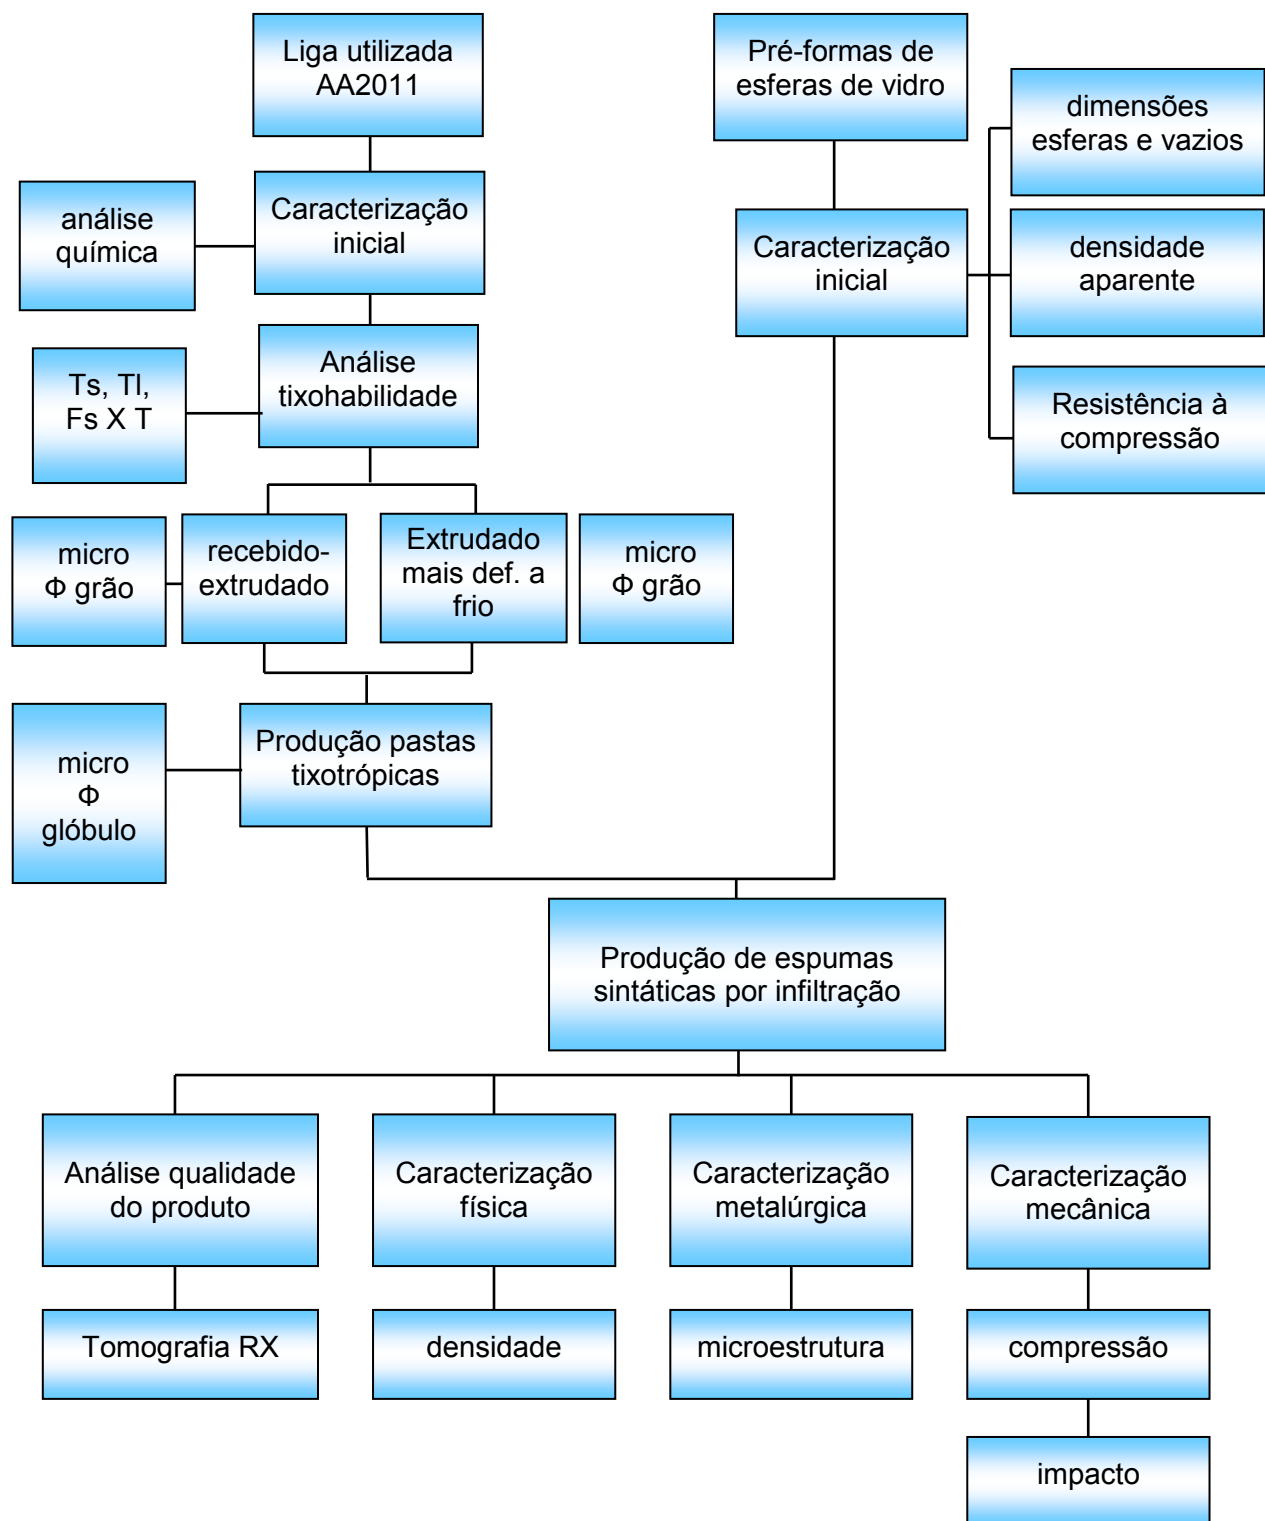 Liga utilizada
AA2011
Pré-formas de
esferas de vidro
dimensões
esferas e vazios
análise
química
Caracterização
inicial
Caracterização
inicial
densidade
aparente
Ts, Tl,
Fs X T
Análise
tixohabilidade
Resistência à
compressão
micro
Φ grão
recebido-
extrudado
Extrudado
mais def. a
frio
micro
Φ grão
micro
Φ
glóbulo
Produção pastas
tixotrópicas
Produção de espumas
sintáticas por infiltração
Análise qualidade
do produto
Caracterização
física
Caracterização
metalúrgica
Caracterização
mecânica
Tomografia RX
densidade
microestrutura
compressão
impacto